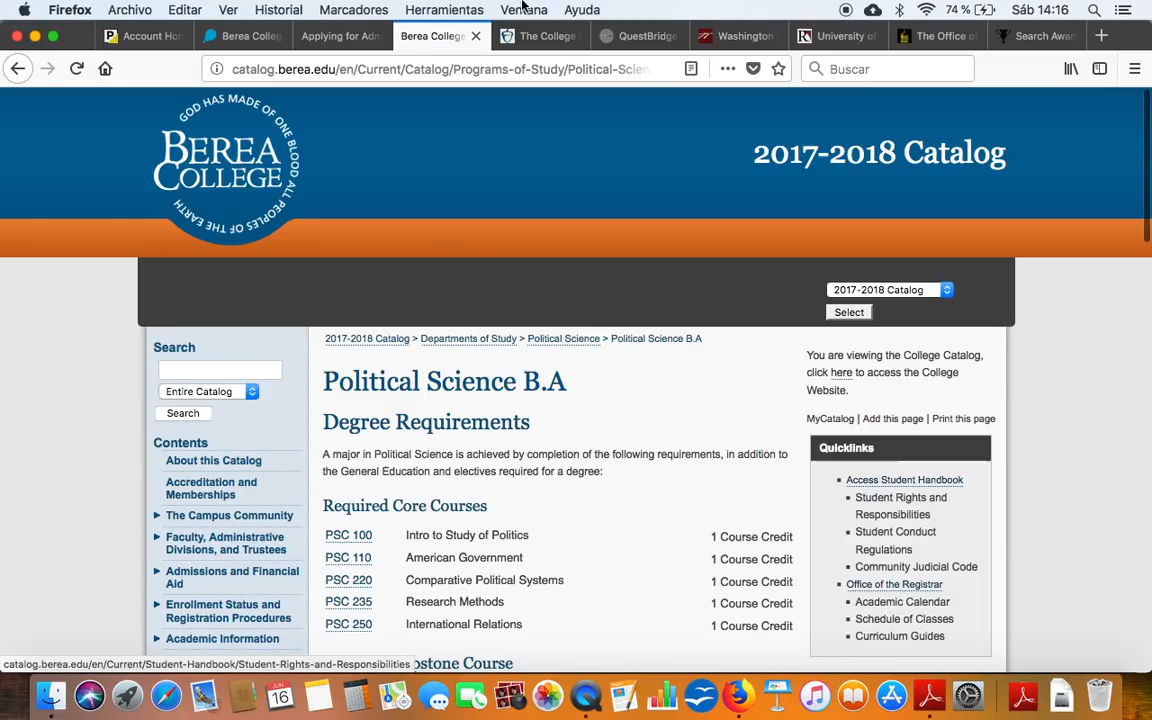 Firefox Archivo Editar Ver Historial Marcadores Herramientas Ventana Ayuda 74 % Sáb 14:16
Account Hom Berea Colleg Applying for Adm Berea College The College QuestBridge Washington University of The Office of Search Awar
catalog.berea.edu/en/Current/Catalog/Programs-of-Study/Political-Scien Buscar
GOD HAS MADE OF ONE BLOOD ALL PEOPLES OF THE EARTH
BEREA
COLLEGE
2017-2018 Catalog
2017-2018 Catalog
Select
Search
Entire Catalog
Search
Contents
About this Catalog
Accreditation and
Memberships
The Campus Community
Faculty, Administrative
Divisions, and Trustees
Admissions and Financial
Aid
Enrollment Status and
Registration Procedures
Academic Information
2017-2018 Catalog > Departments of Study > Political Science > Political Science B.A
Political Science B.A
Degree Requirements
A major in Political Science is achieved by completion of the following requirements, in addition to
the General Education and electives required for a degree:
Required Core Courses
PSC 100 Intro to Study of Politics 1 Course Credit
PSC 110 American Government 1 Course Credit
PSC 220 Comparative Political Systems 1 Course Credit
PSC 235 Research Methods 1 Course Credit
PSC 250 International Relations 1 Course Credit
pstone Course
You are viewing the College Catalog,
click here to access the College
Website.
MyCatalog | Add this page | Print this page
Quicklinks
Access Student Handbook
Student Rights and
Responsibilities
Student Conduct
Regulations
Community Judicial Code
Office of the Registrar
Academic Calendar
Schedule of Classes
Curriculum Guides
catalog.berea.edu/en/Current/Student-Handbook/Student-Rights-and-Responsibilities
JUN
16